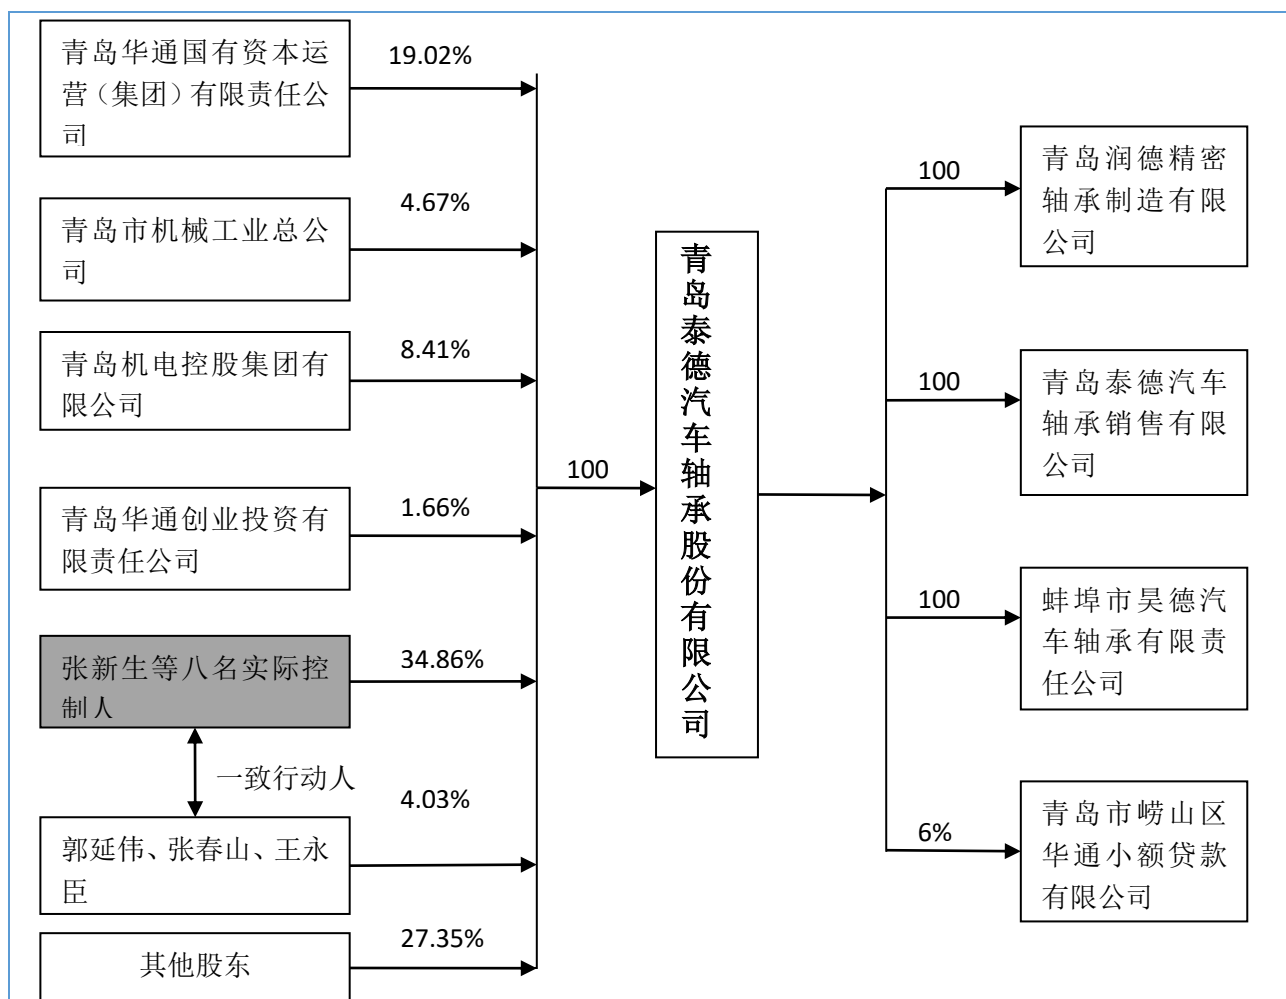 青岛华通国有资本运
营（集团）有限责任公
司
19.02%
青岛市机械工业总公
司
4.67%
青岛机电控股集团有
限公司
8.41%
青岛华通创业投资有
限责任公司
1.66%
张新生等八名实际控
制人
34.86%
一致行动人
郭延伟、张春山、王永
臣
4.03%
其他股东
27.35%
100
青岛泰德汽车轴承股份有限公司
100
青岛润德精密
轴承制造有限
公司
100
青岛泰德汽车
轴承销售有限
公司
100
蚌埠市昊德汽
车轴承有限责
任公司
6%
青岛市崂山区
华通小额贷款
有限公司